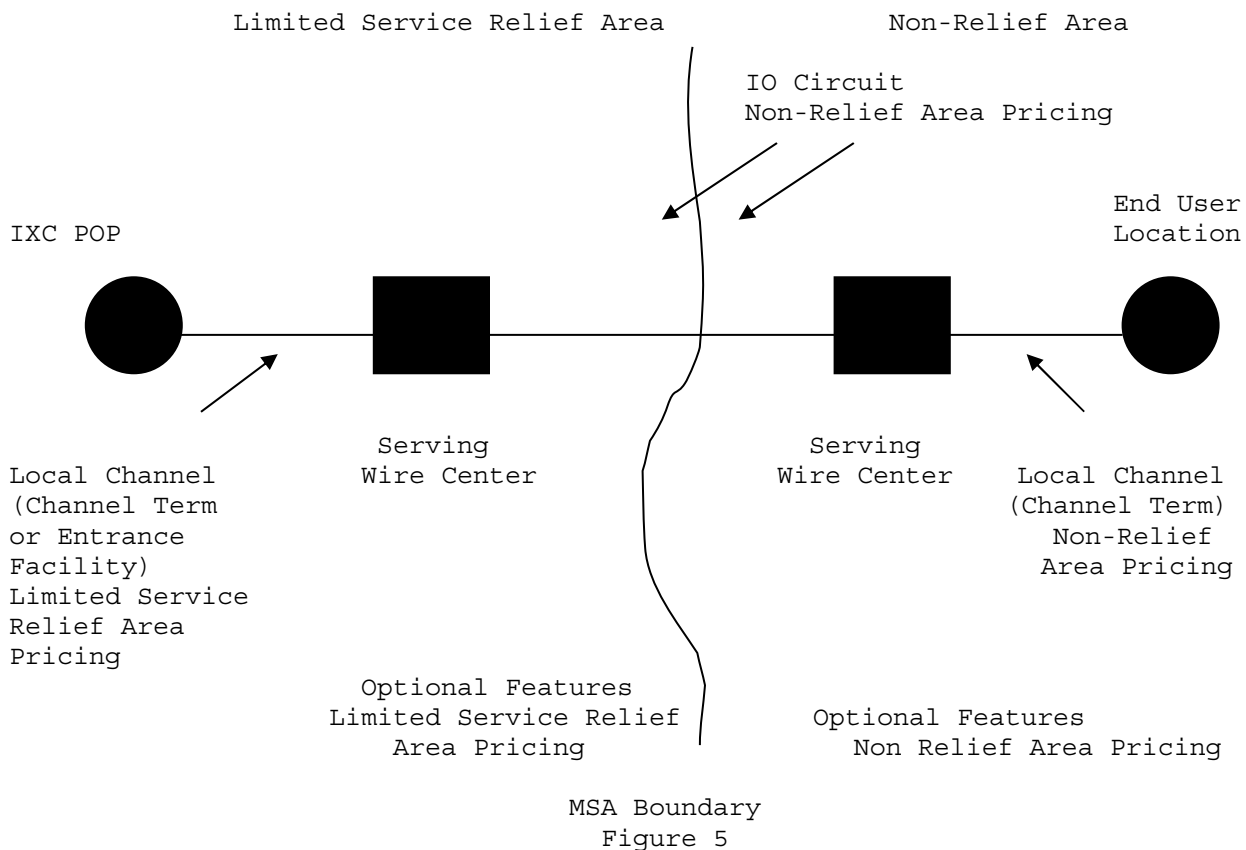 Limited Service Relief Area
Non-Relief Area
IO Circuit
Non-Relief Area Pricing
IXC POP
End User
Location
Serving
Wire Center
Serving
Wire Center
Local Channel
(Channel Term
or Entrance
Facility)
Limited Service
Relief Area
Pricing
Local Channel
(Channel Term)
Non-Relief
Area Pricing
Optional Features
Limited Service Relief
Area Pricing
Optional Features
Non Relief Area Pricing
MSA Boundary
Figure 5